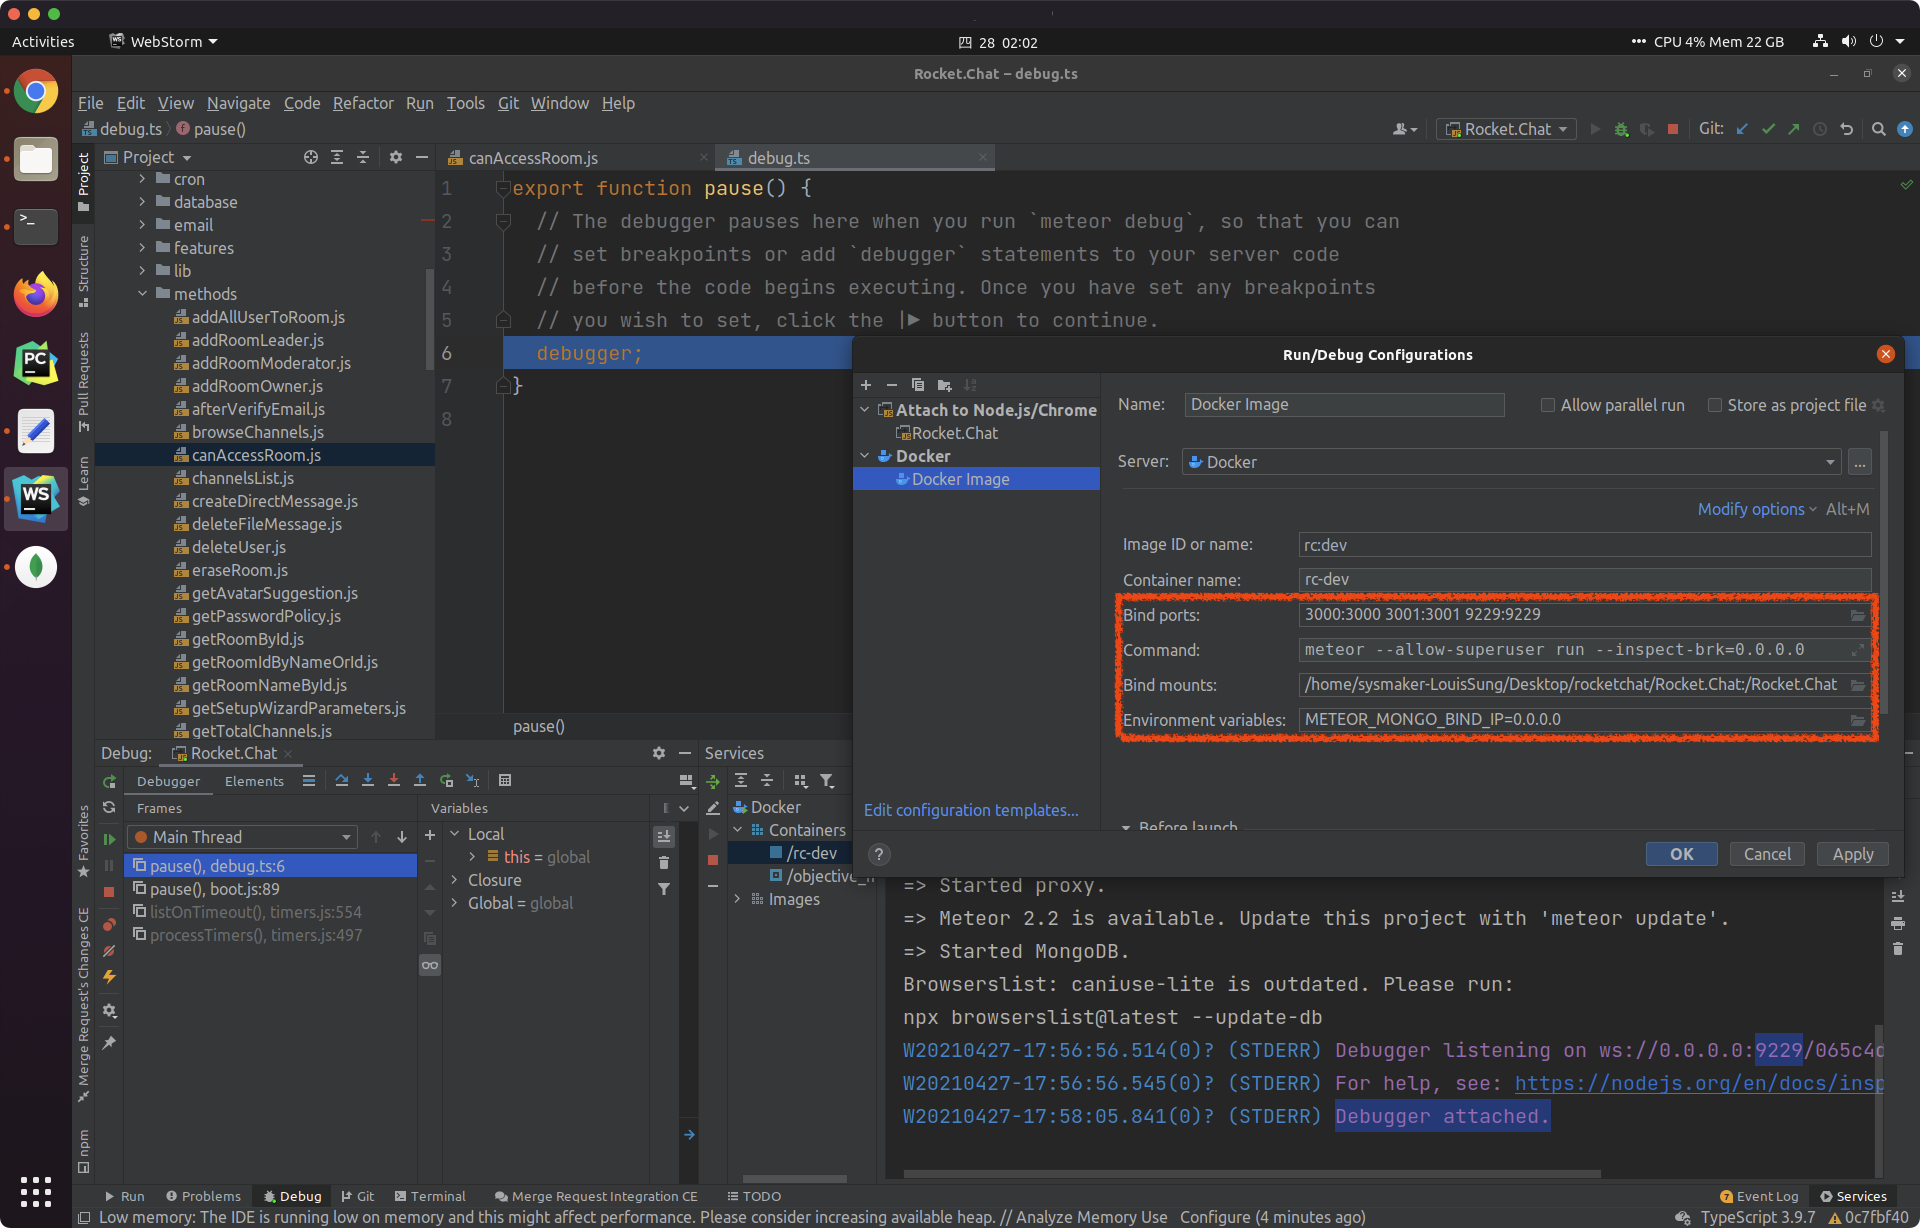 Activities
WebStorm
四 28 02:02
CPU 4% Mem 22 GB
Rocket.Chat – debug.ts
File Edit View Navigate Code Refactor Run Tools Git Window Help
debug.ts
pause()
Rocket.Chat
Git:
Project
Structure
Pull Requests
Learn
Favorites
Merge Request's Changes CE
npm
Project
cron
database
email
features
lib
methods
addAllUserToRoom.js
addRoomLeader.js
addRoomModerator.js
addRoomOwner.js
afterVerifyEmail.js
browseChannels.js
canAccessRoom.js
channelsList.js
createDirectMessage.js
deleteFileMessage.js
deleteUser.js
eraseRoom.js
getAvatarSuggestion.js
getPasswordPolicy.js
getRoomById.js
getRoomIdByNameOrId.js
getRoomNameById.js
getSetupWizardParameters.js
getTotalChannels.js
canAccessRoom.js
debug.ts
1 export function pause() {
2 // The debugger pauses here when you run `meteor debug`, so that you can
3 // set breakpoints or add `debugger` statements to your server code
4 // before the code begins executing. Once you have set any breakpoints
5 // you wish to set, click the |▶ button to continue.
6 debugger;
7 }
8
pause()
Run/Debug Configurations
Attach to Node.js/Chrome
Rocket.Chat
Docker
Docker Image
Edit configuration templates...
Name: Docker Image
Allow parallel run
Store as project file
Server: Docker
...
Modify options Alt+M
Image ID or name: rc:dev
Container name: rc-dev
Bind ports: 3000:3000 3001:3001 9229:9229
Command: meteor --allow-superuser run --inspect-brk=0.0.0.0
Bind mounts: /home/sysmaker-LouisSung/Desktop/rocketchat/Rocket.Chat:/Rocket.Chat
Environment variables: METEOR_MONGO_BIND_IP=0.0.0.0
Before launch
?
OK
Cancel
Apply
Debug: Rocket.Chat
Debugger
Elements
Frames
Main Thread
pause(), debug.ts:6
pause(), boot.js:89
listOnTimeout(), timers.js:554
processTimers(), timers.js:497
Variables
Local
this = global
Closure
Global = global
Services
Docker
Containers
/rc-dev
/objective_
Images
=> Started proxy.
=> Meteor 2.2 is available. Update this project with 'meteor update'.
=> Started MongoDB.
Browserslist: caniuse-lite is outdated. Please run:
npx browserslist@latest --update-db
W20210427-17:56:56.514(0)? (STDERR) Debugger listening on ws://0.0.0.0:9229/065c4
W20210427-17:56:56.545(0)? (STDERR) For help, see: https://nodejs.org/en/docs/insp
W20210427-17:58:05.841(0)? (STDERR) Debugger attached.
Run
Problems
Debug
Git
Terminal
Merge Request Integration CE
TODO
7 Event Log
Services
Low memory: The IDE is running low on memory and this might affect performance. Please consider increasing available heap. // Analyze Memory Use Configure (4 minutes ago)
TypeScript 3.9.7
0c7fbf40